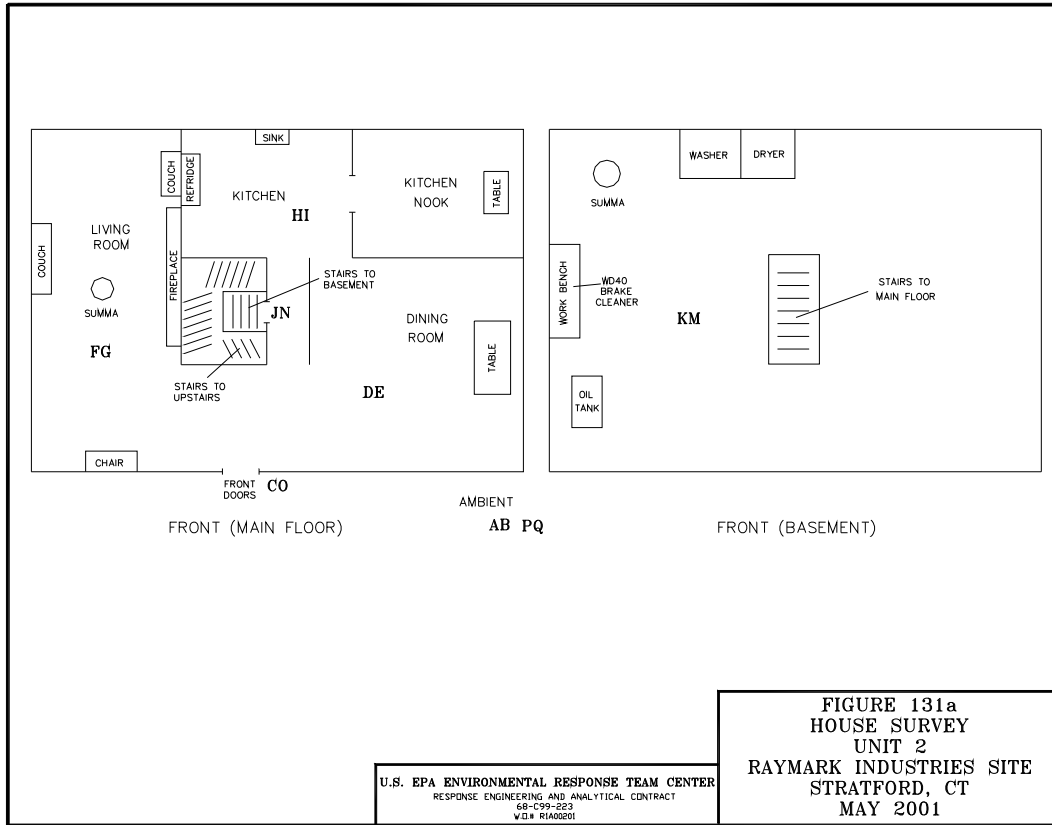 SINK
COUCH
REFRIDGE
KITCHEN
HI
KITCHEN
NOOK
TABLE
LIVING
ROOM
COUCH
FIREPLACE
SUMMA
FG
STAIRS TO
BASEMENT
JN
STAIRS TO
UPSTAIRS
DINING
ROOM
TABLE
DE
CHAIR
FRONT
DOORS
CO
FRONT (MAIN FLOOR)
AMBIENT
AB PQ
WASHER
DRYER
SUMMA
WORK BENCH
WD40
BRAKE
CLEANER
KM
STAIRS TO
MAIN FLOOR
OIL
TANK
FRONT (BASEMENT)
U.S. EPA ENVIRONMENTAL RESPONSE TEAM CENTER
RESPONSE ENGINEERING AND ANALYTICAL CONTRACT
68-C99-223
W.O.# R1A00201
FIGURE 131a
HOUSE SURVEY
UNIT 2
RAYMARK INDUSTRIES SITE
STRATFORD, CT
MAY 2001